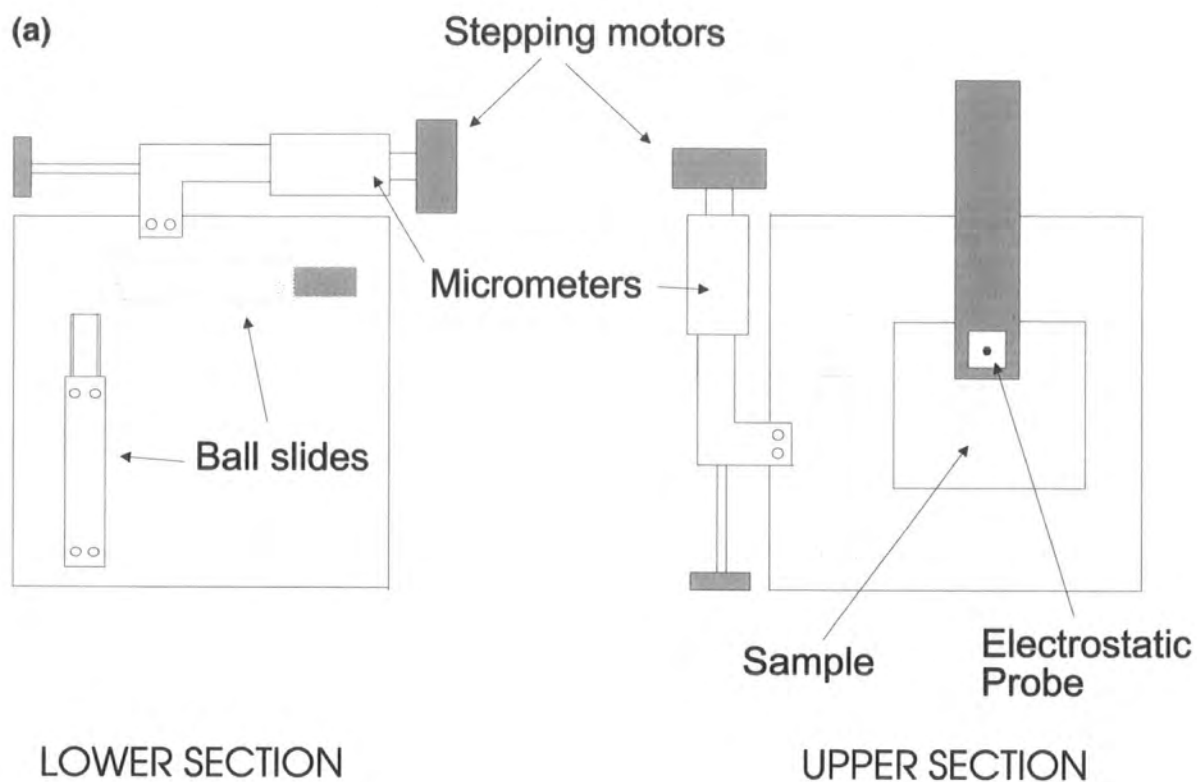 (a)
Stepping motors
Micrometers
Ball slides
Sample
Electrostatic
Probe
LOWER SECTION
UPPER SECTION